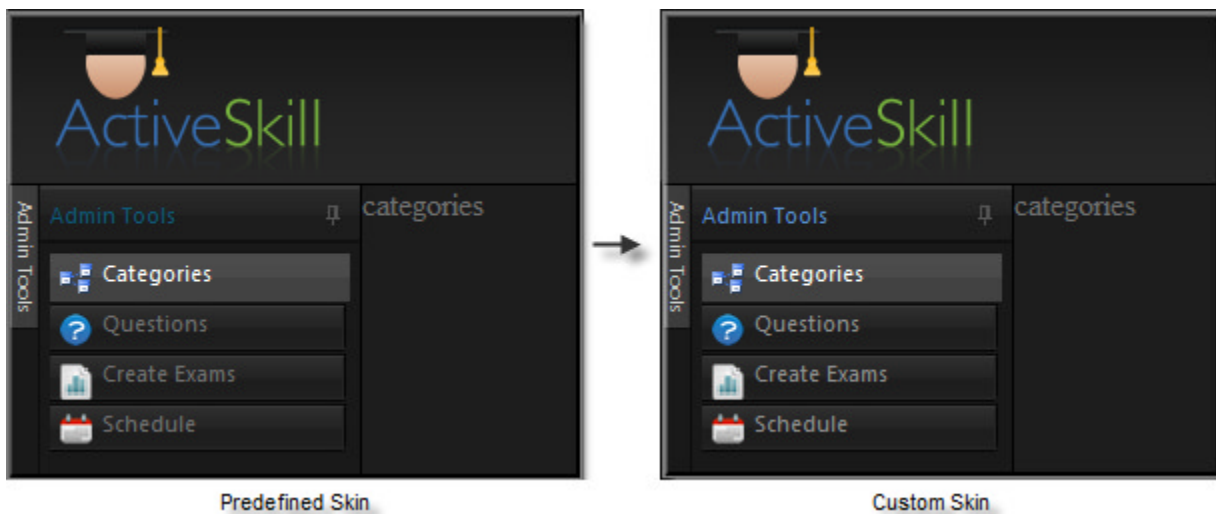 ActiveSkill
Admin Tools
Admin Tools
categories
Categories
Questions
Create Exams
Schedule
Predefined Skin
ActiveSkill
Admin Tools
Admin Tools
categories
Categories
Questions
Create Exams
Schedule
Custom Skin